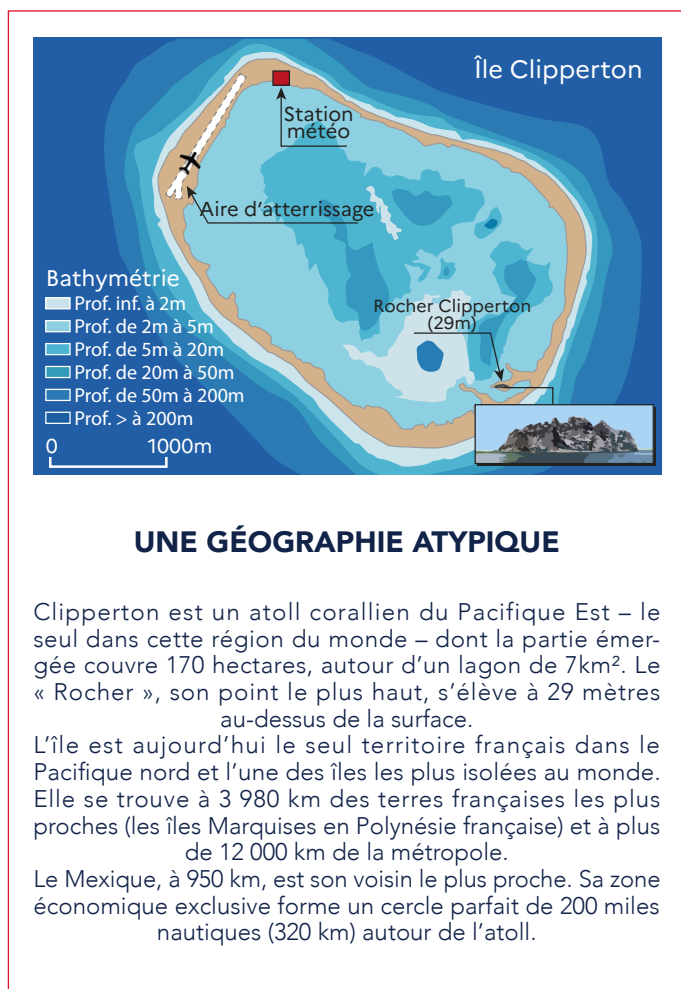 Île Clipperton
Station
météo
Aire d'atterrissage
Bathymétrie
Prof. inf. à 2m
Prof. de 2m à 5m
Prof. de 5m à 20m
Prof. de 20m à 50m
Prof. de 50m à 200m
Prof. > à 200m
0 1000m
Rocher Clipperton
(29m)
UNE GÉOGRAPHIE ATYPIQUE
Clipperton est un atoll corallien du Pacifique Est – le
seul dans cette région du monde – dont la partie émer-
gée couvre 170 hectares, autour d’un lagon de 7km². Le
« Rocher », son point le plus haut, s’élève à 29 mètres
au-dessus de la surface.
L’île est aujourd’hui le seul territoire français dans le
Pacifique nord et l’une des îles les plus isolées au monde.
Elle se trouve à 3 980 km des terres françaises les plus
proches (les îles Marquises en Polynésie française) et à plus
de 12 000 km de la métropole.
Le Mexique, à 950 km, est son voisin le plus proche. Sa zone
économique exclusive forme un cercle parfait de 200 miles
nautiques (320 km) autour de l’atoll.